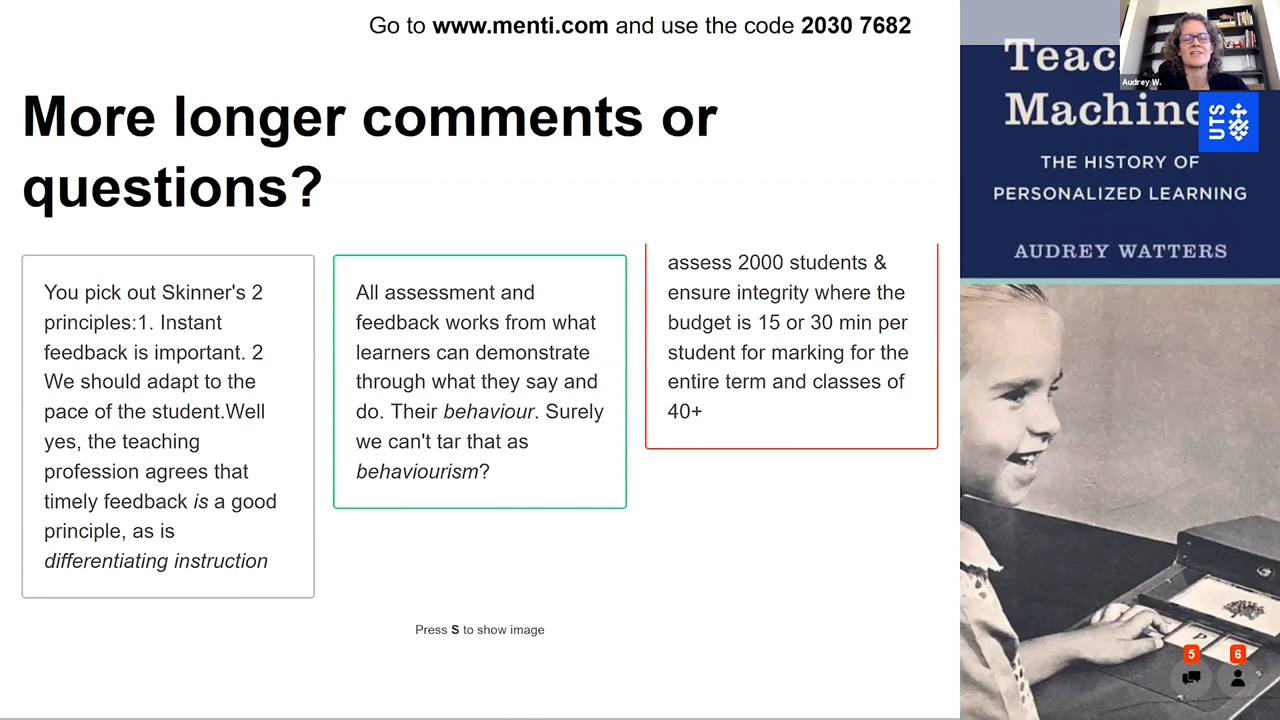 Go to www.menti.com and use the code 2030 7682
More longer comments or
questions?
You pick out Skinner's 2
principles:1. Instant
feedback is important. 2
We should adapt to the
pace of the student.Well
yes, the teaching
profession agrees that
timely feedback is a good
principle, as is
differentiating instruction
All assessment and
feedback works from what
learners can demonstrate
through what they say and
do. Their behaviour. Surely
we can't tar that as
behaviourism?
assess 2000 students &
ensure integrity where the
budget is 15 or 30 min per
student for marking for the
entire term and classes of
40+
Press S to show image
Teac
Machine
THE HISTORY OF
PERSONALIZED LEARNING
AUDREY WATTERS
Audrey W.
UTS
P
5
6